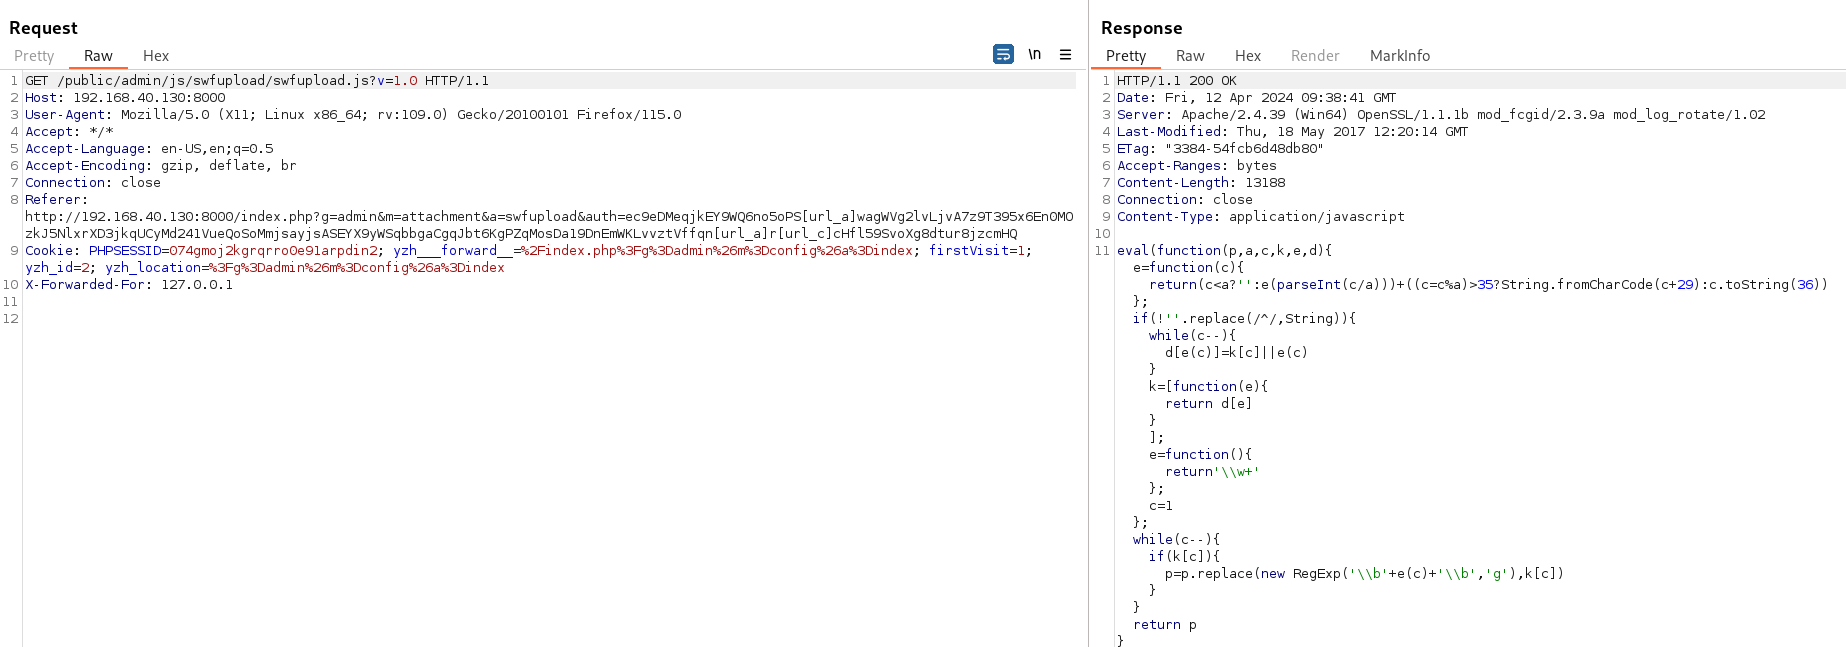 Request
Pretty Raw Hex
\n
1 GET /public/admin/js/swfupload/swfupload.js?v=1.0 HTTP/1.1
2 Host: 192.168.40.130:8000
3 User-Agent: Mozilla/5.0 (X11; Linux x86_64; rv:109.0) Gecko/20100101 Firefox/115.0
4 Accept: */*
5 Accept-Language: en-US,en;q=0.5
6 Accept-Encoding: gzip, deflate, br
7 Connection: close
8 Referer:
http://192.168.40.130:8000/index.php?g=admin&m=attachment&a=swfupload&auth=ec9eDMeqjkEY9WQ6no5oPS[url_a]wagWVg2lvLjvA7z9T395x6EnOMO
zkJ5NlxrXD3jkqUCyMd241VueQoSoMmjsayjsASEYX9yWSqbbgaCgqJbt6KgPZqMosDa19DnEmWKLvvztVffqn[url_a]r[url_c]cHfl59SvoXg8dtur8jzcmHQ
9 Cookie: PHPSESSID=074gmoj2kgrqrro0e91arpdin2; yzh___forward__=%2Findex.php%3Fg%3Dadmin%26m%3Dconfig%26a%3Dindex; firstVisit=1;
yzh_id=2; yzh_location=%3Fg%3Dadmin%26m%3Dconfig%26a%3Dindex
10 X-Forwarded-For: 127.0.0.1
11
12
Response
Pretty Raw Hex Render MarkInfo
1 HTTP/1.1 200 OK
2 Date: Fri, 12 Apr 2024 09:38:41 GMT
3 Server: Apache/2.4.39 (Win64) OpenSSL/1.1.1b mod_fcgid/2.3.9a mod_log_rotate/1.02
4 Last-Modified: Thu, 18 May 2017 12:20:14 GMT
5 ETag: "3384-54fcb6d48db80"
6 Accept-Ranges: bytes
7 Content-Length: 13188
8 Connection: close
9 Content-Type: application/javascript
10
11 eval(function(p,a,c,k,e,d){
e=function(c){
return(c<a?'':e(parseInt(c/a)))+((c=c%a)>35?String.fromCharCode(c+29):c.toString(36))
};
if(!''.replace(/^/,String)){
while(c--){
d[e(c)]=k[c]||e(c)
}
k=[function(e){
return d[e]
}
];
e=function(){
return'\\w+'
};
c=1
};
while(c--){
if(k[c]){
p=p.replace(new RegExp('\\b'+e(c)+'\\b','g'),k[c])
}
}
return p
}